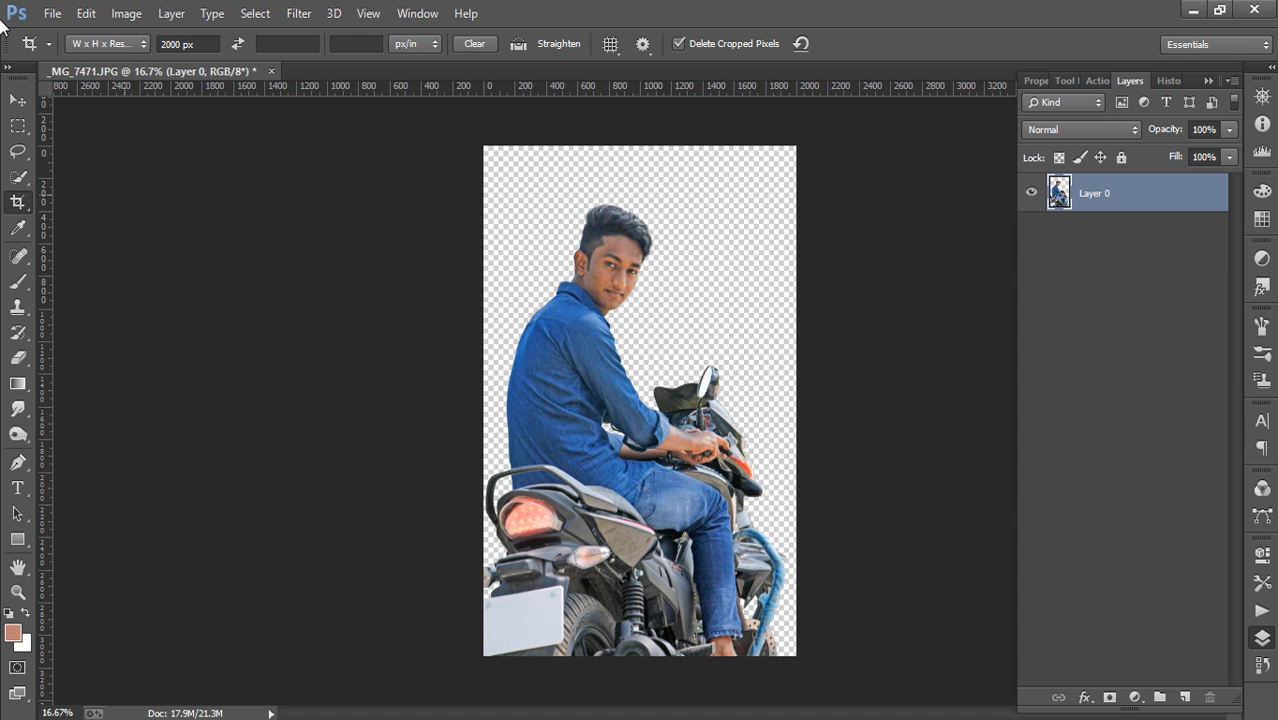 Ps File Edit Image Layer Type Select Filter 3D View Window Help
W x H x Res... 2000 px px/in Clear Straighten Delete Cropped Pixels Essentials
_MG_7471.JPG @ 16.7% (Layer 0, RGB/8*) * ×
800 2600 2400 2200 2000 1800 1600 1400 1200 1000 800 600 400 200 0 200 400 600 800 1000 1200 1400 1600 1800 2000 2200 2400 2600 2800 3000 3200
Prope Tool Actio Layers Histo
Kind
Normal Opacity: 100%
Lock: Fill: 100%
Layer 0
16.67% Doc: 17.9M/21.3M